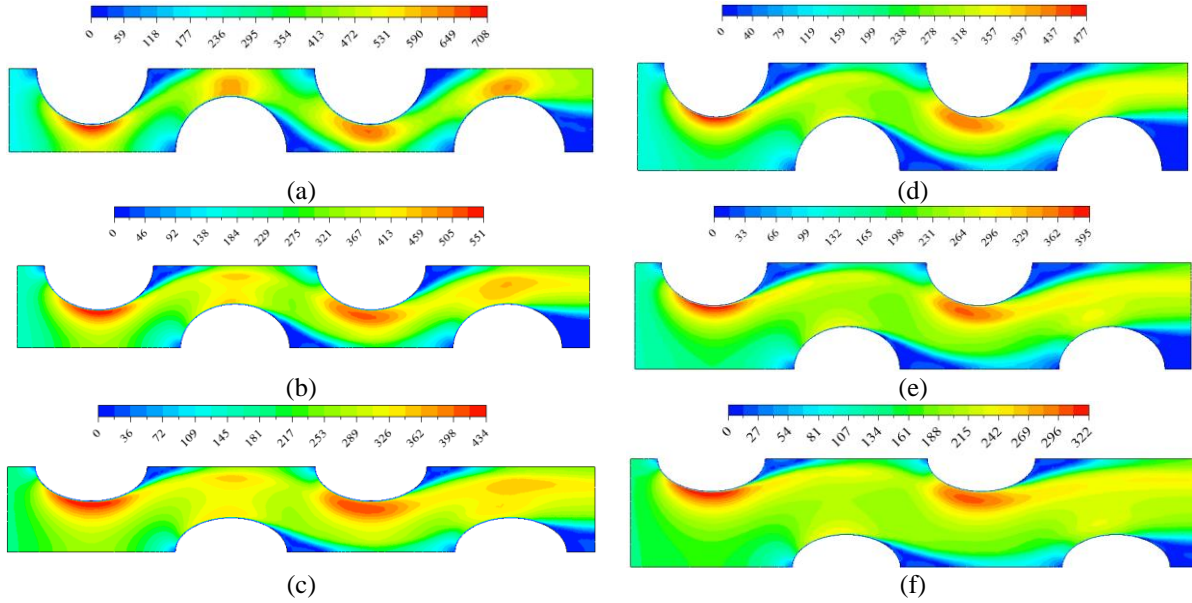 0 59 118 177 236 295 354 413 472 531 590 649 708
(a)
0 46 92 138 184 229 275 321 367 413 459 505 551
(b)
0 36 72 109 145 181 217 253 289 326 362 398 434
(c)
0 40 79 119 159 199 238 278 318 357 397 437 477
(d)
0 33 66 99 132 165 198 231 264 296 329 362 395
(e)
0 27 54 81 107 134 161 188 215 242 269 296 322
(f)